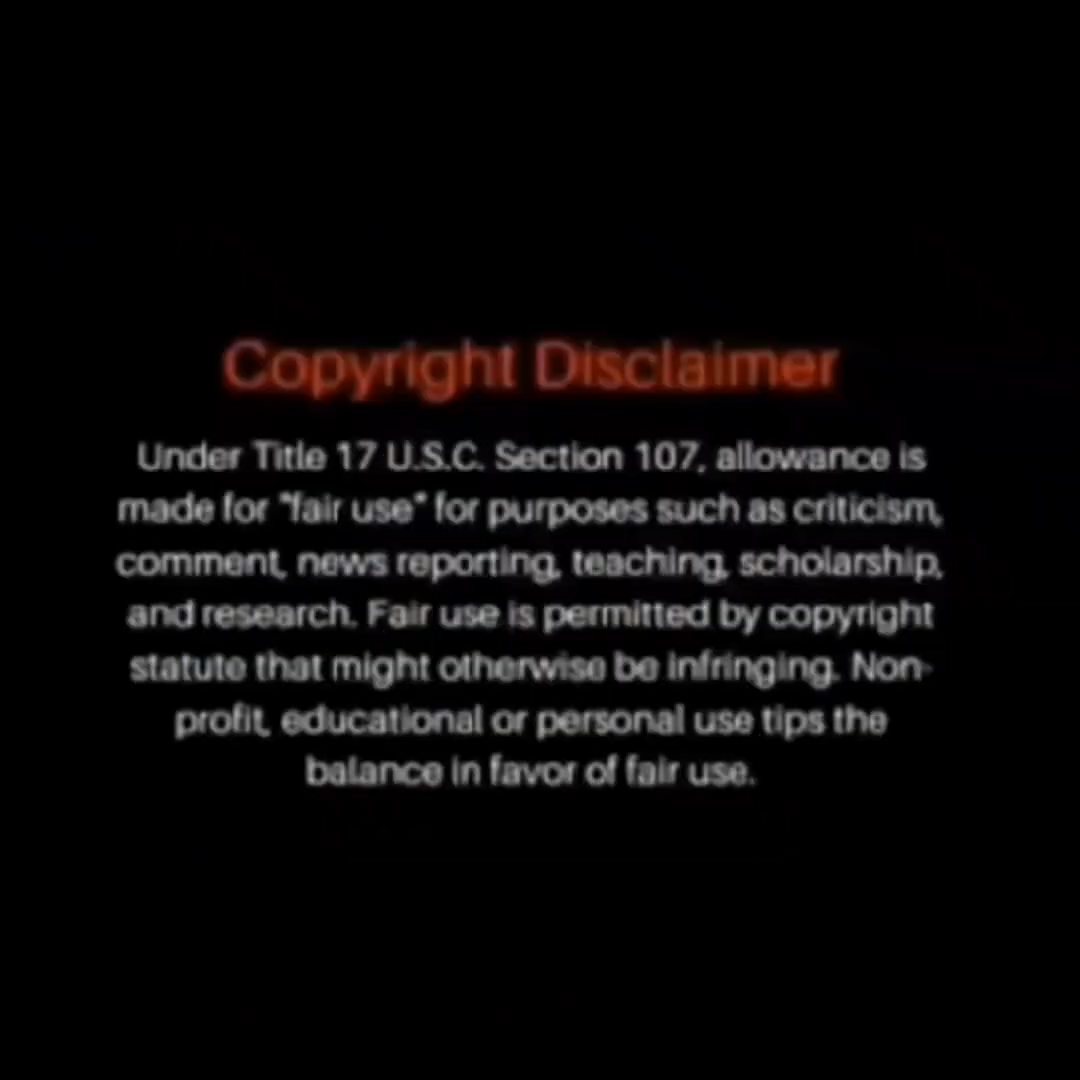 Copyright Disclaimer
Under Title 17 U.S.C. Section 107, allowance is
made for "fair use" for purposes such as criticism,
comment, news reporting, teaching, scholarship,
and research. Fair use is permitted by copyright
statute that might otherwise be infringing. Non-
profit, educational or personal use tips the
balance in favor of fair use.